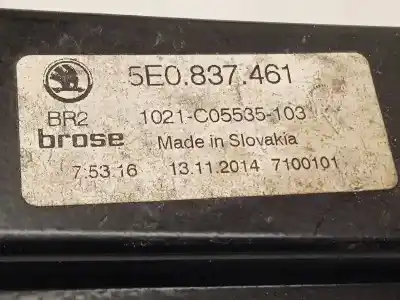 5E0.837.461
BR2 1021-C05535-103
brose Made in Slovakia
7:53:16 13.11.2014 7100101